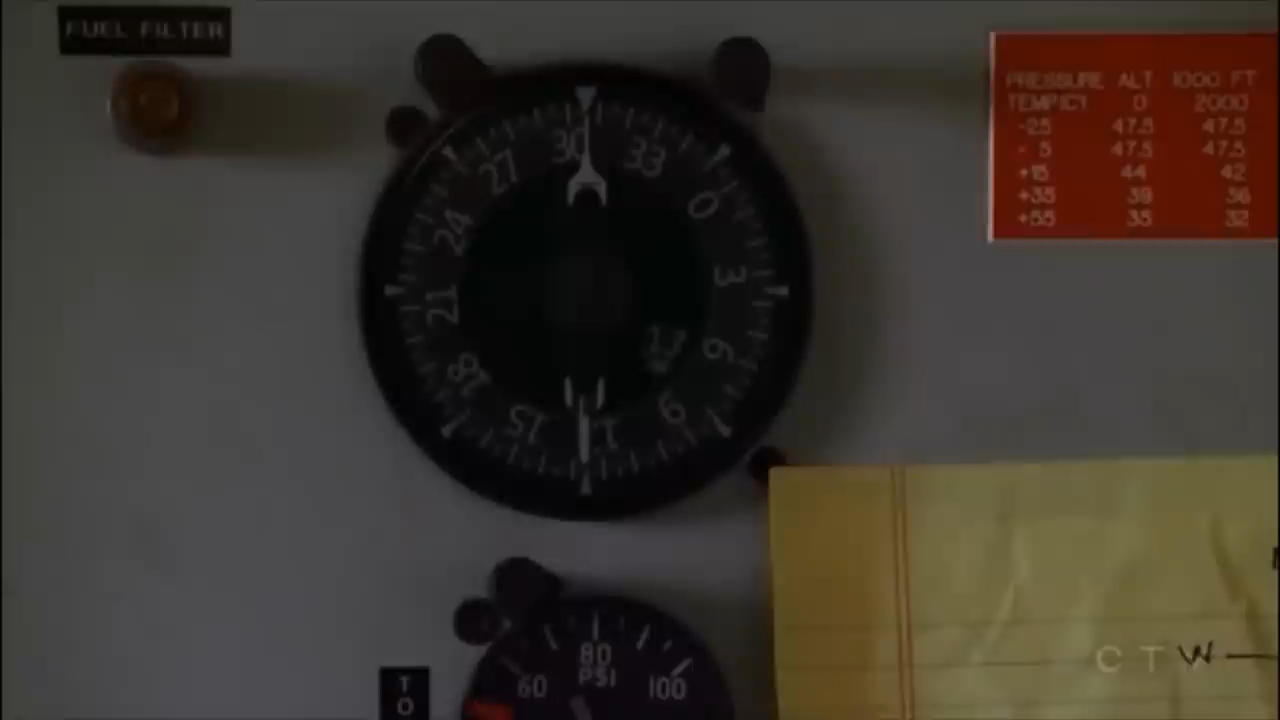 FUEL FILTER
PRESSURE ALT 1000 FT
TEMP(C°) 0 2000
-25 47.5 47.5
- 5 47.5 47.5
+15 44 42
+35 39 36
+55 35 32
30
33
0
3
6
9
15
18
21
24
27
80
PSI
60
100
T
O
CT
W